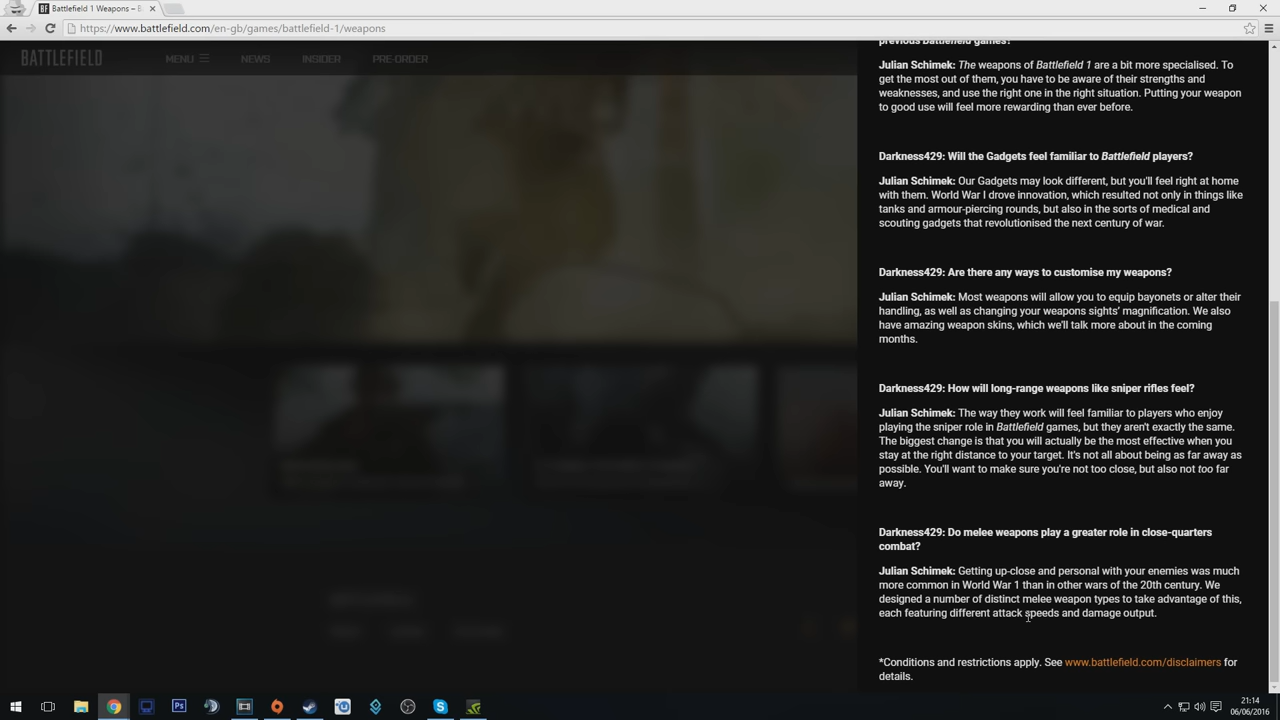 Battlefield 1 Weapons - B
https://www.battlefield.com/en-gb/games/battlefield-1/weapons
BATTLEFIELD
MENU
NEWS
INSIDER
PRE-ORDER
previous Battlefield games?
Julian Schimek: The weapons of Battlefield 1 are a bit more specialised. To
get the most out of them, you have to be aware of their strengths and
weaknesses, and use the right one in the right situation. Putting your weapon
to good use will feel more rewarding than ever before.
Darkness429: Will the Gadgets feel familiar to Battlefield players?
Julian Schimek: Our Gadgets may look different, but you'll feel right at home
with them. World War I drove innovation, which resulted not only in things like
tanks and armour-piercing rounds, but also in the sorts of medical and
scouting gadgets that revolutionised the next century of war.
Darkness429: Are there any ways to customise my weapons?
Julian Schimek: Most weapons will allow you to equip bayonets or alter their
handling, as well as changing your weapons sights’ magnification. We also
have amazing weapon skins, which we'll talk more about in the coming
months.
Darkness429: How will long-range weapons like sniper rifles feel?
Julian Schimek: The way they work will feel familiar to players who enjoy
playing the sniper role in Battlefield games, but they aren't exactly the same.
The biggest change is that you will actually be the most effective when you
stay at the right distance to your target. It's not all about being as far away as
possible. You'll want to make sure you're not too close, but also not too far
away.
Darkness429: Do melee weapons play a greater role in close-quarters
combat?
Julian Schimek: Getting up-close and personal with your enemies was much
more common in World War 1 than in other wars of the 20th century. We
designed a number of distinct melee weapon types to take advantage of this,
each featuring different attack speeds and damage output.
*Conditions and restrictions apply. See www.battlefield.com/disclaimers for
details.
21:14
06/06/2016